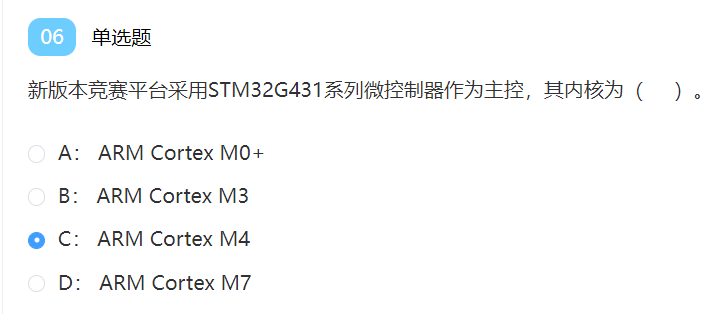 06 单选题
新版本竞赛平台采用STM32G431系列微控制器作为主控，其内核为（ ）。
A： ARM Cortex M0+
B： ARM Cortex M3
C： ARM Cortex M4
D： ARM Cortex M7